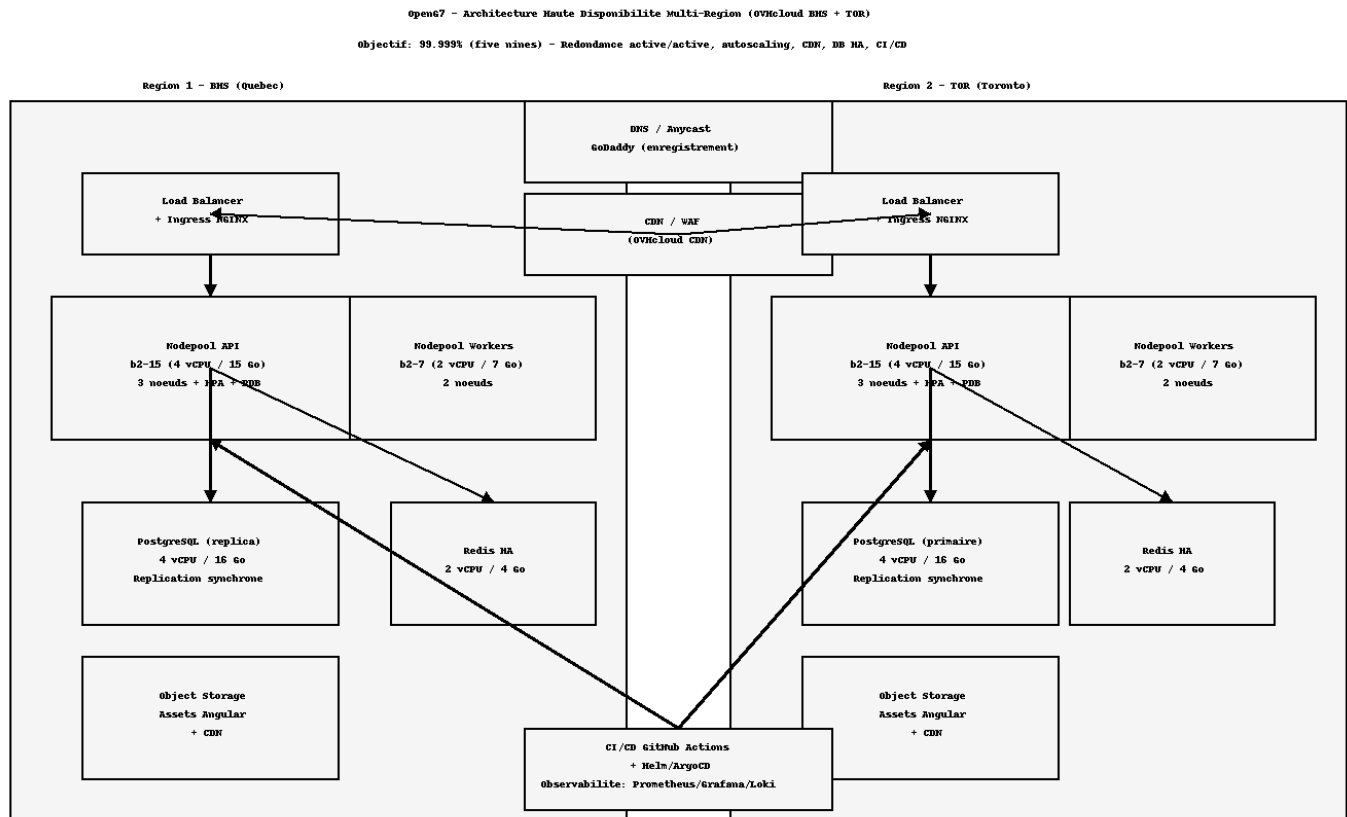 OpenG7 - Architecture Haute Disponibilite Multi-Region (OVHcloud BHS + TOR)
Objectif: 99.999% (five nines) - Redondance active/active, autoscaling, CDN, DB HA, CI/CD
Region 1 - BHS (Quebec)
Region 2 - TOR (Toronto)
DNS / Anycast
GoDaddy (enregistrement)
Load Balancer
+ Ingress NGINX
CDN / WAF
(OVHcloud CDN)
Load Balancer
+ Ingress NGINX
Nodepool API
b2-15 (4 vCPU / 15 Go)
3 noeuds + HPA + PDB
Nodepool Workers
b2-7 (2 vCPU / 7 Go)
2 noeuds
Nodepool API
b2-15 (4 vCPU / 15 Go)
3 noeuds + HPA + PDB
Nodepool Workers
b2-7 (2 vCPU / 7 Go)
2 noeuds
PostgreSQL (replica)
4 vCPU / 16 Go
Replication synchrone
Redis HA
2 vCPU / 4 Go
PostgreSQL (primaire)
4 vCPU / 16 Go
Replication synchrone
Redis HA
2 vCPU / 4 Go
Object Storage
Assets Angular
+ CDN
Object Storage
Assets Angular
+ CDN
CI/CD GitHub Actions
+ Helm/ArgoCD
Observabilite: Prometheus/Grafana/Loki